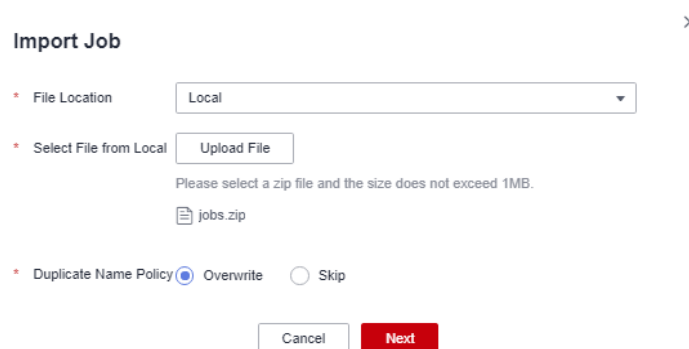 Import Job
* File Location Local
* Select File from Local Upload File
Please select a zip file and the size does not exceed 1MB.
jobs.zip
* Duplicate Name Policy Overwrite Skip
Cancel Next